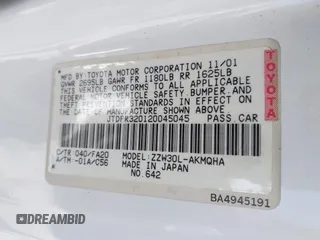 MFD. BY TOYOTA MOTOR CORPORATION 11/01
GVWR 2695LB GAWR FR 1180LB RR 1625LB
THIS VEHICLE CONFORMS TO ALL APPLICABLE
FEDERAL MOTOR VEHICLE SAFETY, BUMPER, AND
THEFT PREVENTION STANDARDS IN EFFECT ON
THE DATE OF MANUFACTURE SHOWN ABOVE.
JTDFR320120045045 PASS.CAR
C/TR 040/FA20 MODEL:ZZW30L-AKMQHA
A/TM -01A/C56 MADE IN JAPAN
NO.642
TOYOTA
TOYOTA
BA4945191